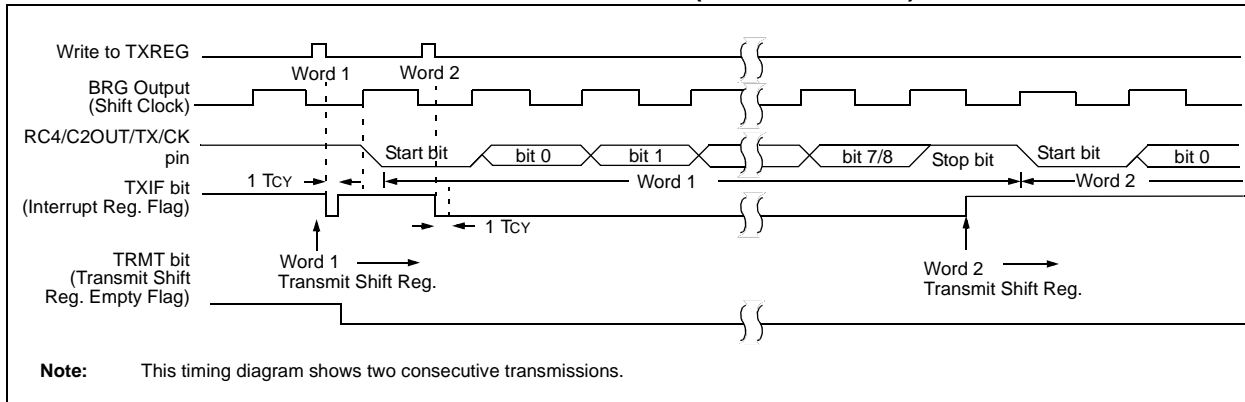 Write to TXREG
Word 1
Word 2
BRG Output
(Shift Clock)
RC4/C2OUT/TX/CK
pin
Start bit
bit 0
bit 1
bit 7/8
Stop bit
Start bit
bit 0
1 TCY
Word 1
Word 2
TXIF bit
(Interrupt Reg. Flag)
1 TCY
TRMT bit
(Transmit Shift
Reg. Empty Flag)
Word 1
Transmit Shift Reg.
Word 2
Transmit Shift Reg.
Note: This timing diagram shows two consecutive transmissions.